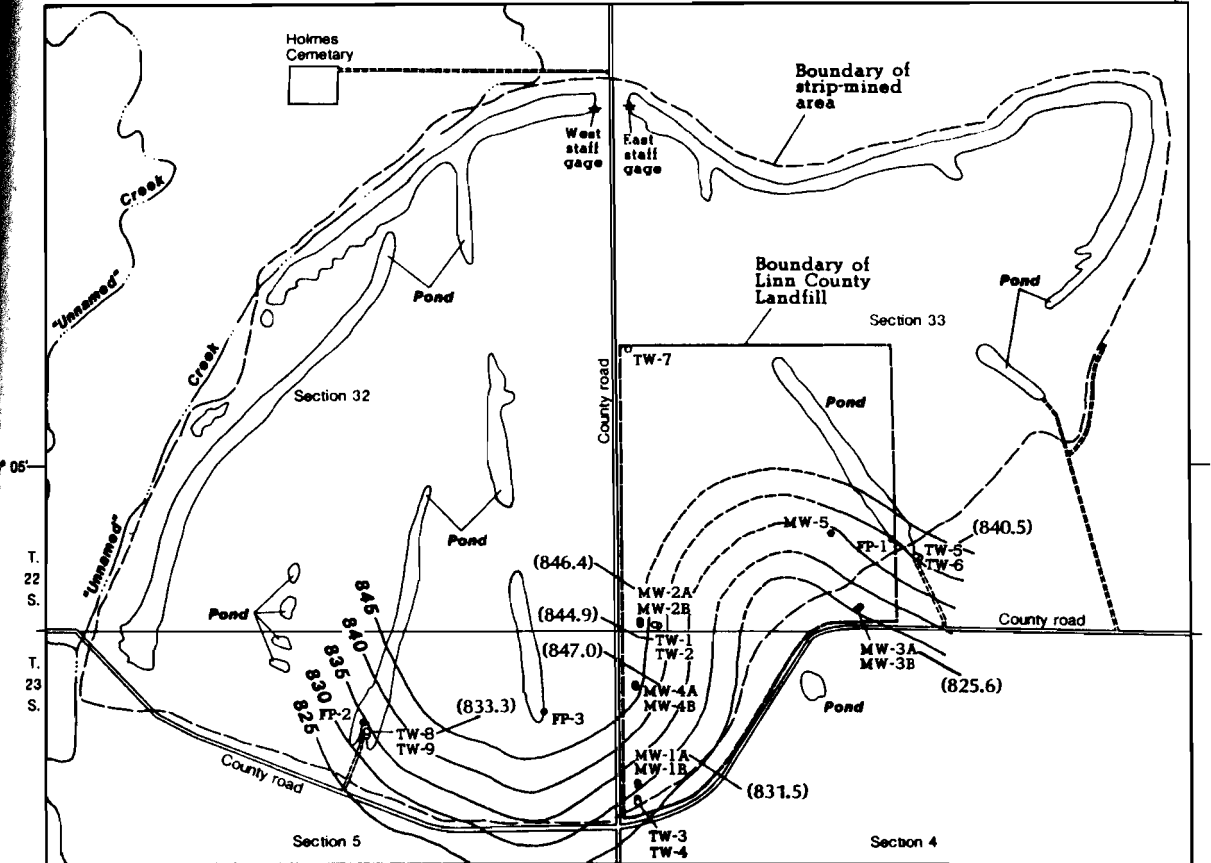 Holmes
Cemetary
Boundary of
strip-mined
area
West
staff
gage
East
staff
gage
Creek
"Unnamed"
Pond
Boundary of
Linn County
Landfill
Pond
Section 33
County road
TW-7
Creek
Section 32
Pond
05'
Pond
MW-5
(840.5)
FP-1
TW-5
TW-6
"Unnamed"
(846.4)
T.
22
S.
MW-2A
MW-2B
845
Pond
(844.9)
County road
840
TW-1
TW-2
T.
23
S.
835
(847.0)
MW-3A
MW-3B
830
MW-4A
MW-4B
(825.6)
825
FP-2
(833.3)
FP-3
Pond
TW-8
TW-9
County road
MW-1A
MW-1B
(831.5)
TW-3
TW-4
Section 5
Section 4